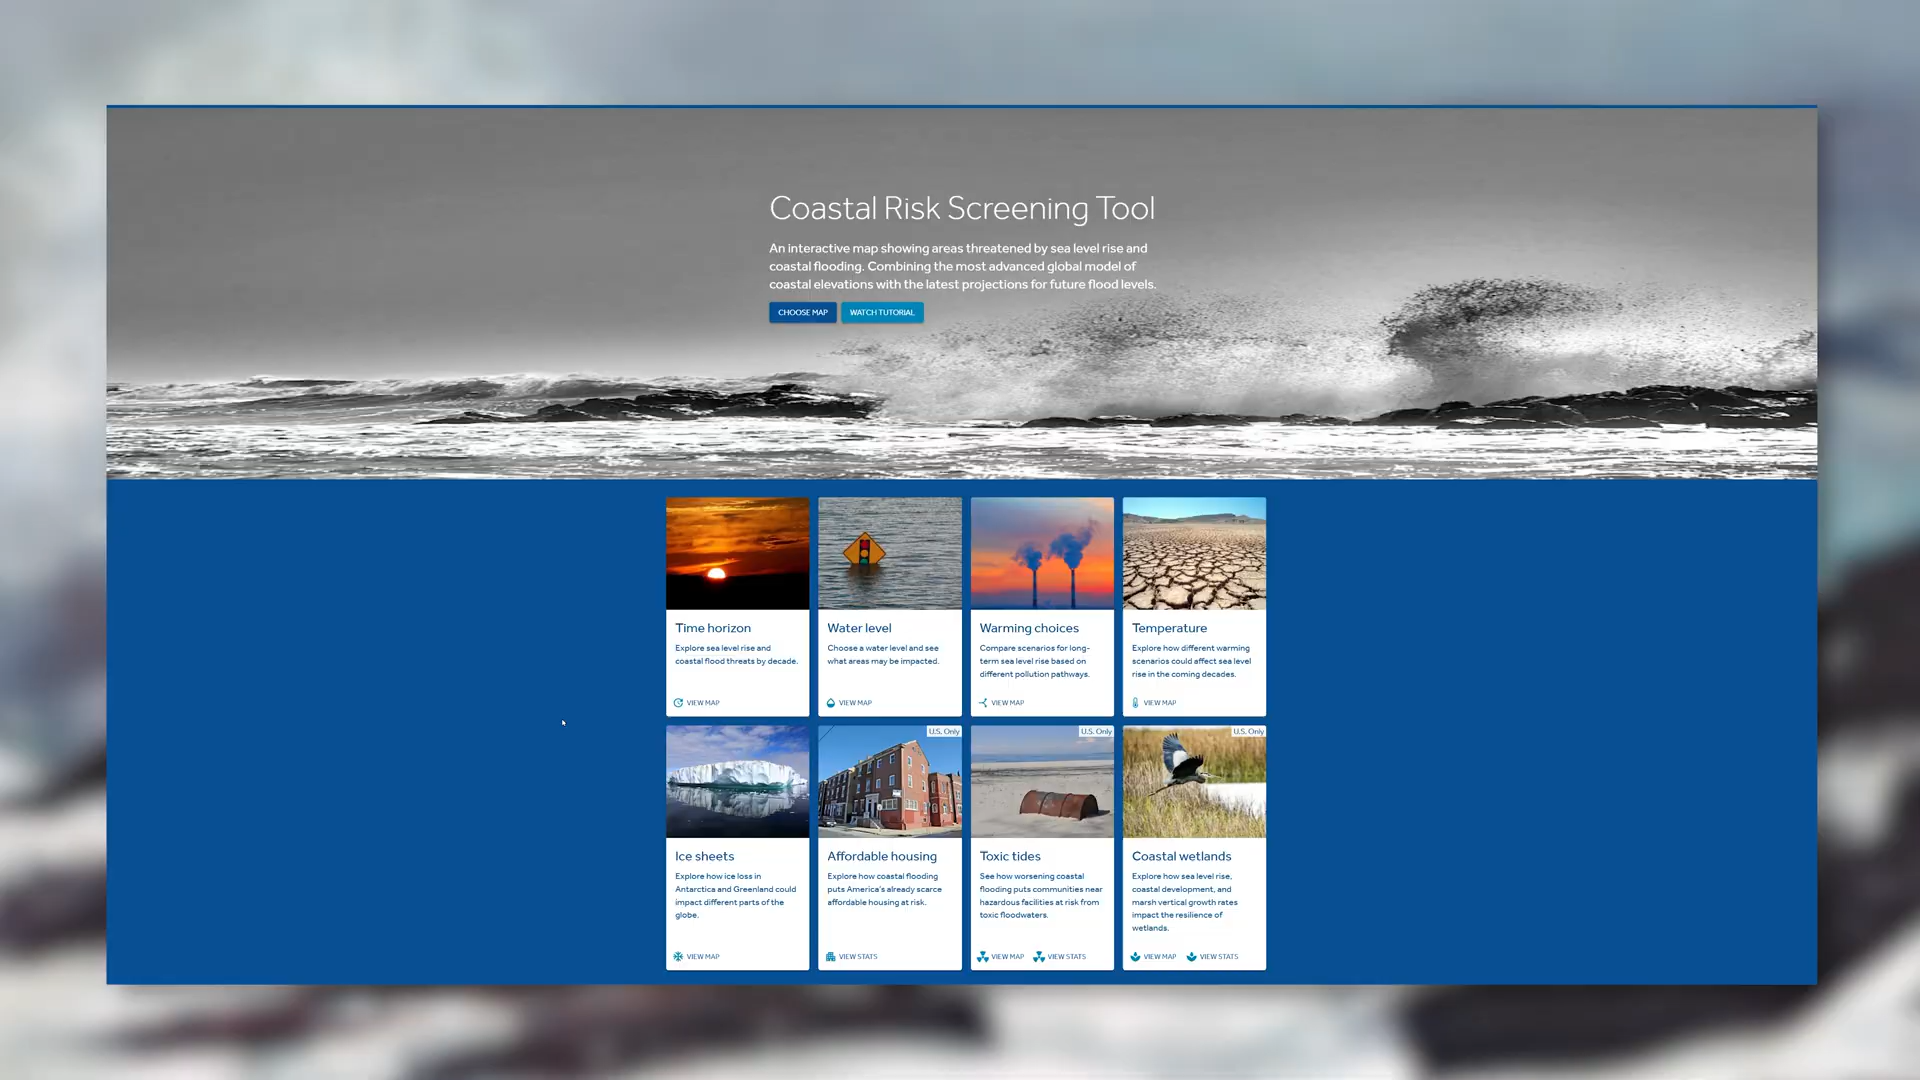 Coastal Risk Screening Tool
An interactive map showing areas threatened by sea level rise and
coastal flooding. Combining the most advanced global model of
coastal elevations with the latest projections for future flood levels.
CHOOSE MAP
WATCH TUTORIAL
Time horizon
Explore sea level rise and
coastal flood threats by decade.
VIEW MAP
Water level
Choose a water level and see
what areas may be impacted.
VIEW MAP
Warming choices
Compare scenarios for long-
term sea level rise based on
different pollution pathways.
VIEW MAP
Temperature
Explore how different warming
scenarios could affect sea level
rise in the coming decades.
VIEW MAP
Ice sheets
Explore how ice loss in
Antarctica and Greenland could
impact different parts of the
globe.
VIEW MAP
U.S. Only
Affordable housing
Explore how coastal flooding
puts America's already scarce
affordable housing at risk.
VIEW STATS
U.S. Only
Toxic tides
See how worsening coastal
flooding puts communities near
hazardous facilities at risk from
toxic floodwaters.
VIEW MAP
VIEW STATS
U.S. Only
Coastal wetlands
Explore how sea level rise,
coastal development, and
marsh vertical growth rates
impact the resilience of
wetlands.
VIEW MAP
VIEW STATS